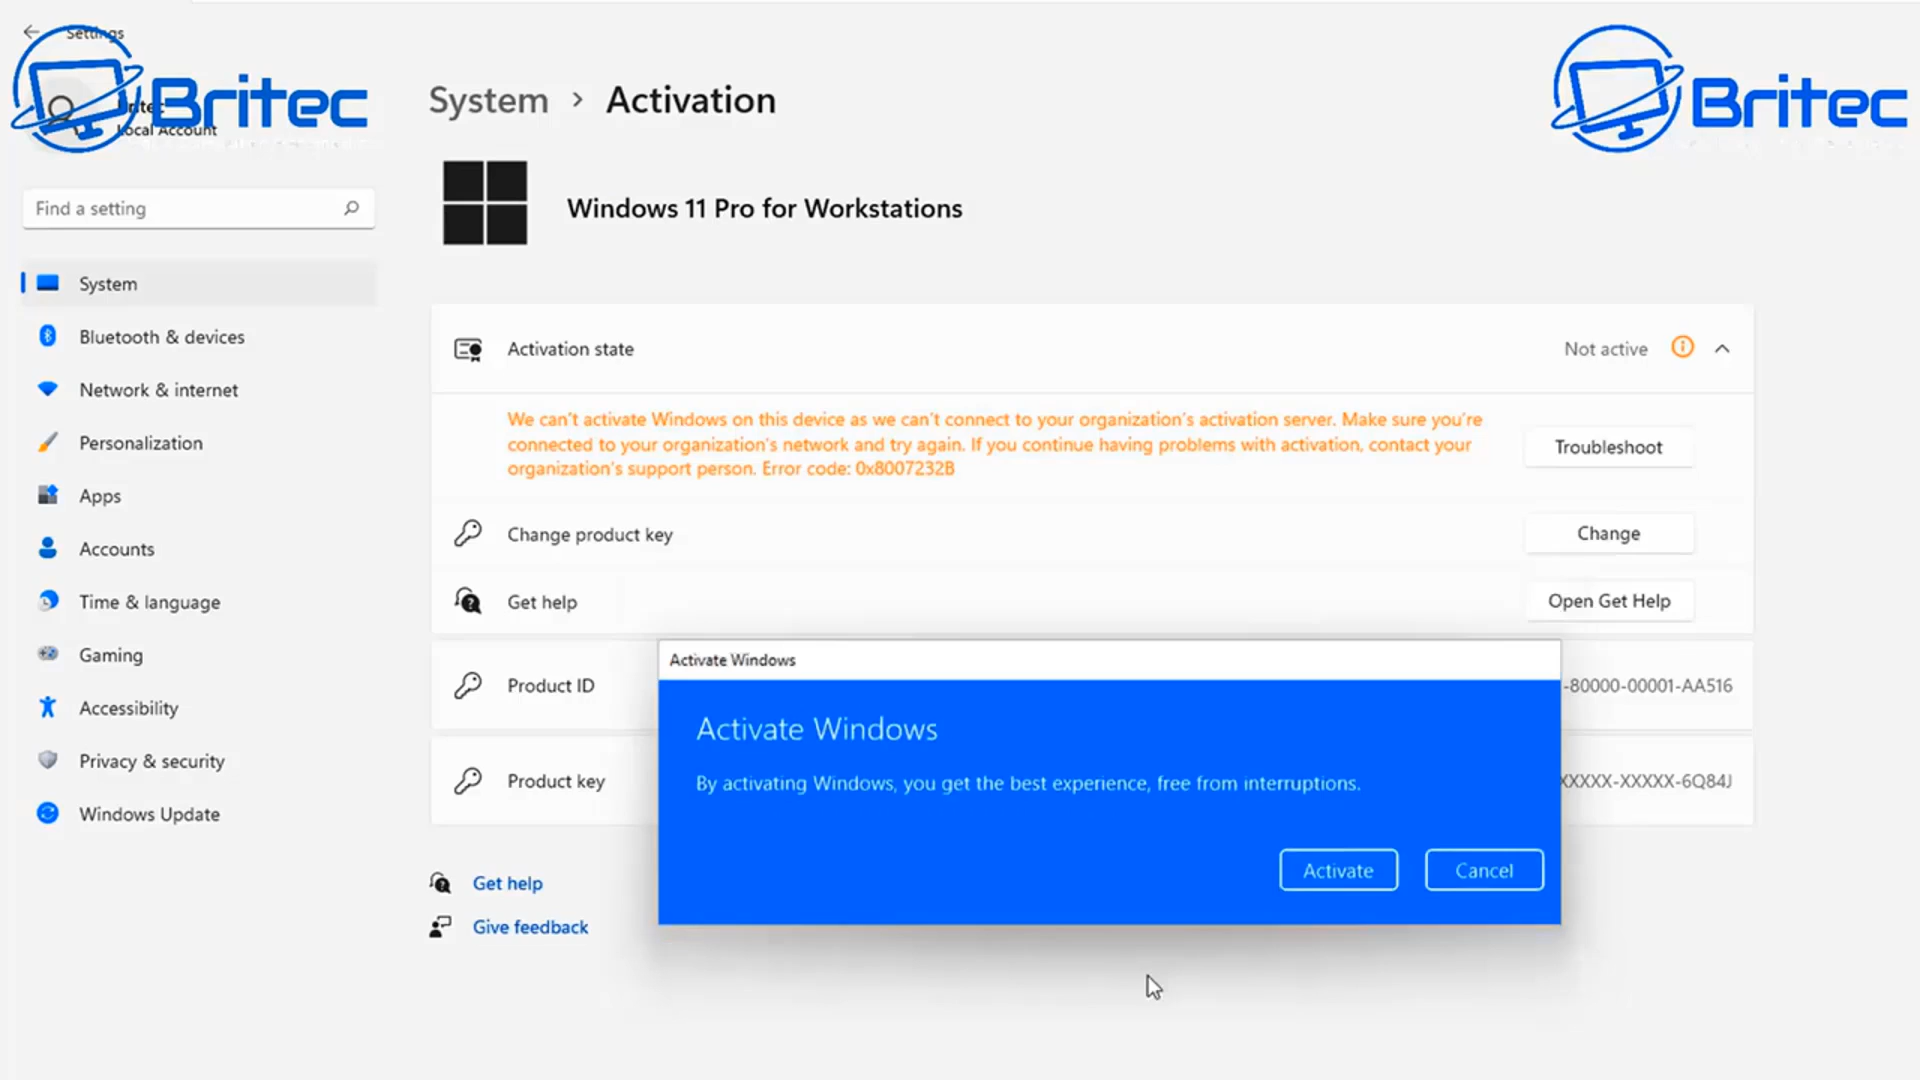 Settings
Britec
Britec
Local Account
Britec
System > Activation
Find a setting
Windows 11 Pro for Workstations
System
Bluetooth & devices
Network & internet
Personalization
Apps
Accounts
Time & language
Gaming
Accessibility
Privacy & security
Windows Update
Activation state
Not active
We can't activate Windows on this device as we can't connect to your organization's activation server. Make sure you're
connected to your organization's network and try again. If you continue having problems with activation, contact your
organization's support person. Error code: 0x8007232B
Troubleshoot
Change product key
Change
Get help
Open Get Help
Product ID
-80000-00001-AA516
Product key
XXXXX-XXXXX-6Q84J
Activate Windows
Activate Windows
By activating Windows, you get the best experience, free from interruptions.
Activate
Cancel
Get help
Give feedback